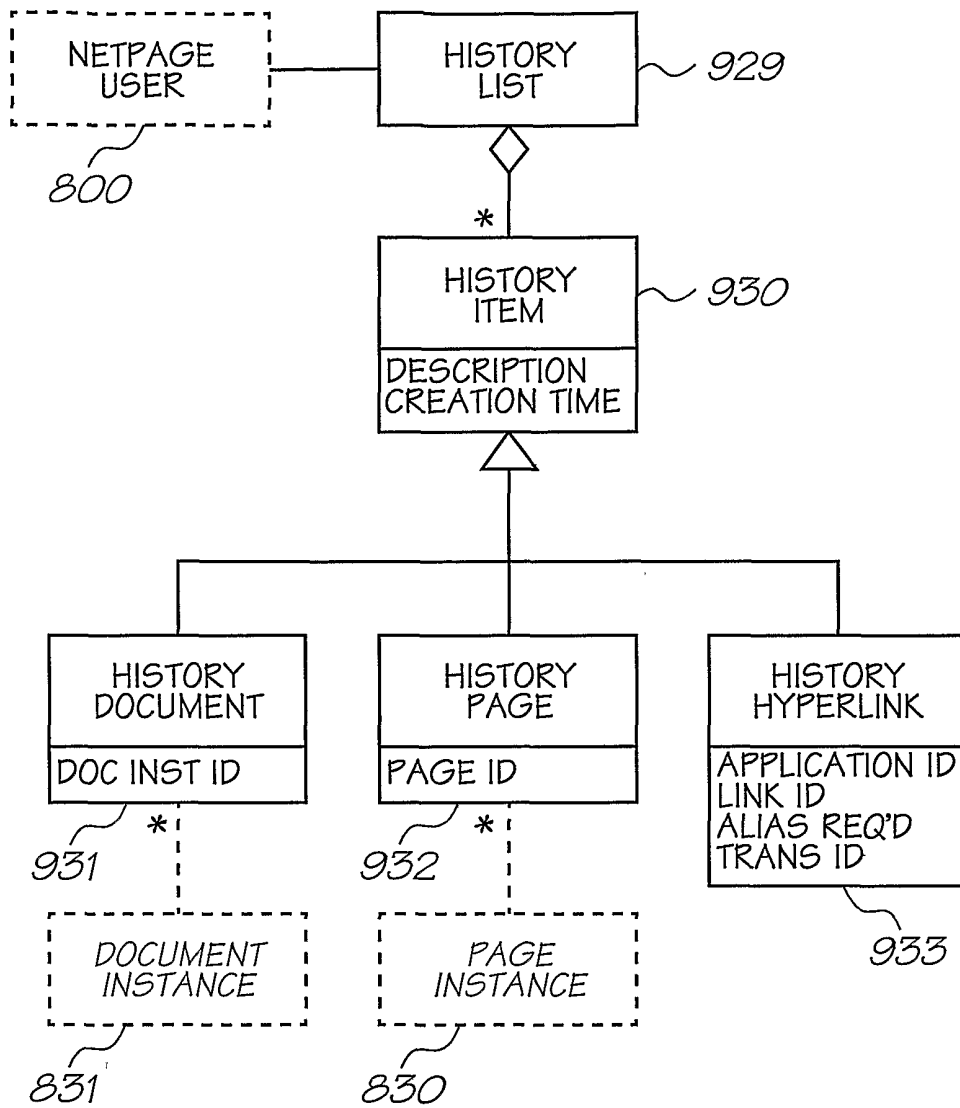 NETPAGE
USER
800
HISTORY
LIST
929
*
HISTORY
ITEM
930
DESCRIPTION
CREATION TIME
HISTORY
DOCUMENT
DOC INST ID
931
*
HISTORY
PAGE
PAGE ID
932
*
HISTORY
HYPERLINK
APPLICATION ID
LINK ID
ALIAS REQ'D
TRANS ID
933
DOCUMENT
INSTANCE
831
PAGE
INSTANCE
830